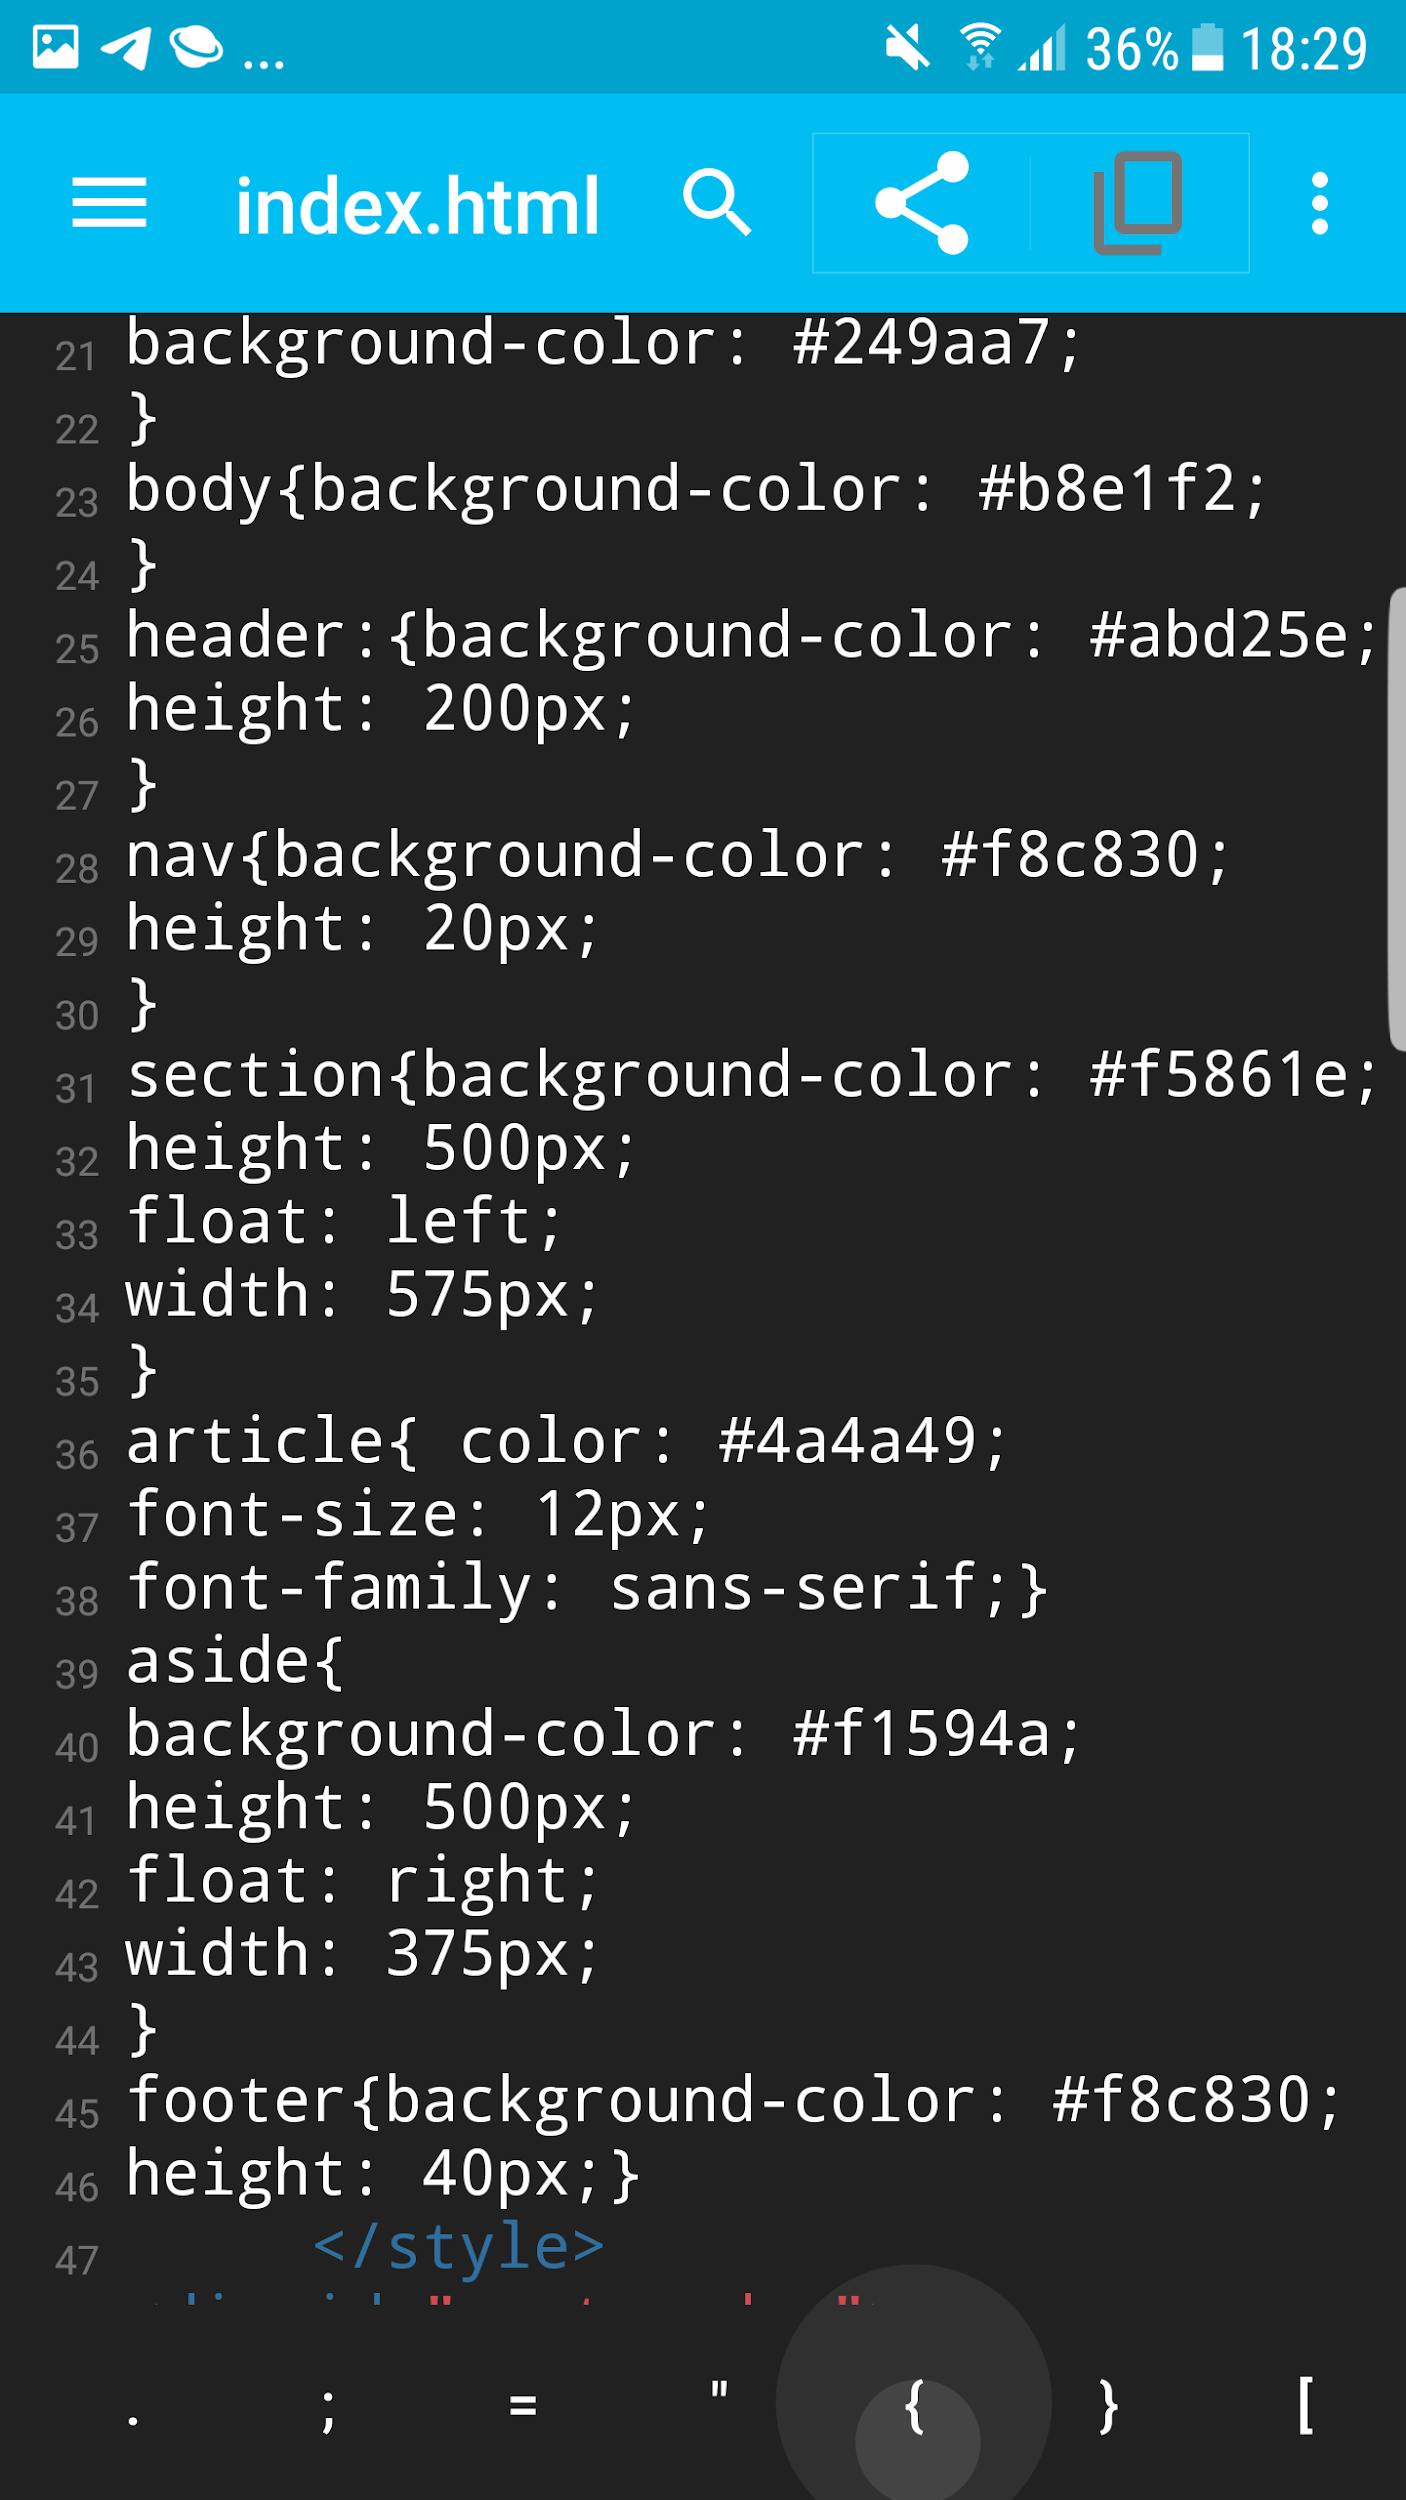 ... 36% 18:29
index.html
21 background-color: #249aa7;
22 }
23 body{background-color: #b8e1f2;
24 }
25 header:{background-color: #abd25e;
26 height: 200px;
27 }
28 nav{background-color: #f8c830;
29 height: 20px;
30 }
31 section{background-color: #f5861e;
32 height: 500px;
33 float: left;
34 width: 575px;
35 }
36 article{ color: #4a4a49;
37 font-size: 12px;
38 font-family: sans-serif;}
39 aside{
40 background-color: #f1594a;
41 height: 500px;
42 float: right;
43 width: 375px;
44 }
45 footer{background-color: #f8c830;
46 height: 40px;}
47 </style>
. ; = " { } [